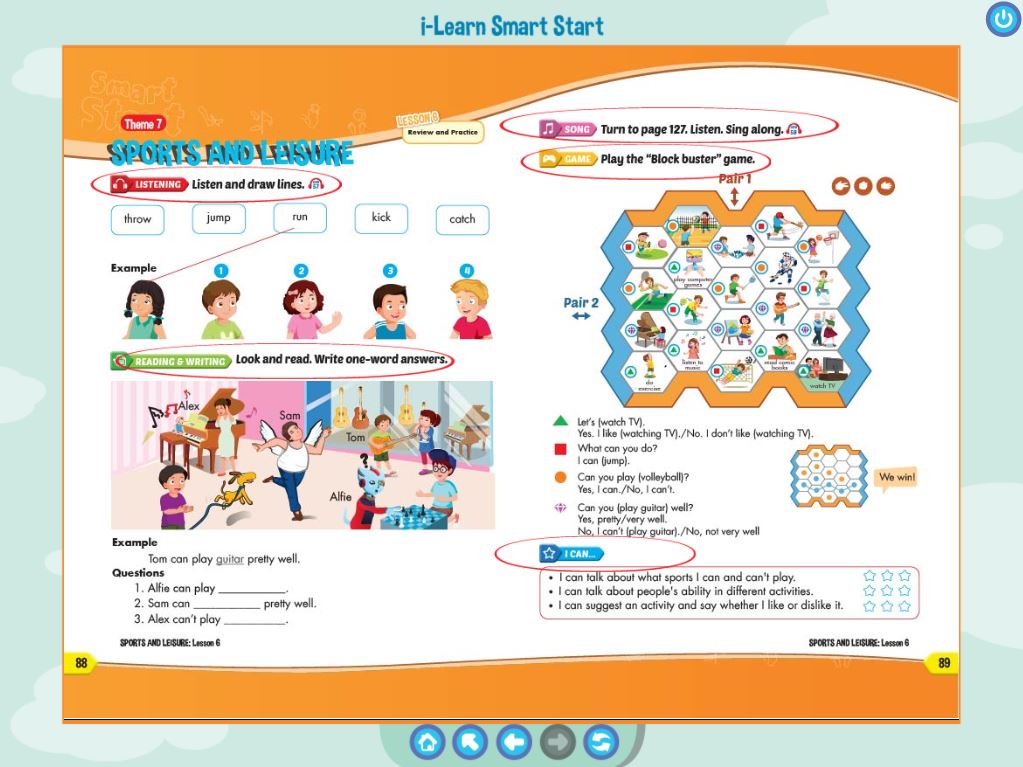 i-Learn Smart Start
Smart
Start
Theme 7
LESSON 6
Review and Practice
SPORTS AND LEISURE
LISTENING Listen and draw lines.
throw
jump
run
kick
catch
Example
1
2
3
4
READING & WRITING Look and read. Write one-word answers.
Alex
Sam
Tom
Alfie
Example
Tom can play guitar pretty well.
Questions
1. Alfie can play __________.
2. Sam can __________ pretty well.
3. Alex can't play __________.
SPORTS AND LEISURE: Lesson 6
88
SONG Turn to page 127. Listen. Sing along.
GAME Play the “Block buster” game.
Pair 1
Pair 2
play computer
games
do
exercise
listen to
music
read comic
books
watch TV
Let's (watch TV).
Yes. I like (watching TV)./No. I don't like (watching TV).
What can you do?
I can (jump).
Can you play (volleyball)?
Yes, I can./No, I can't.
Can you (play guitar) well?
Yes, pretty/very well.
No, I can't (play guitar)./No, not very well
We win!
I CAN...
• I can talk about what sports I can and can't play.
• I can talk about people's ability in different activities.
• I can suggest an activity and say whether I like or dislike it.
SPORTS AND LEISURE: Lesson 6
89